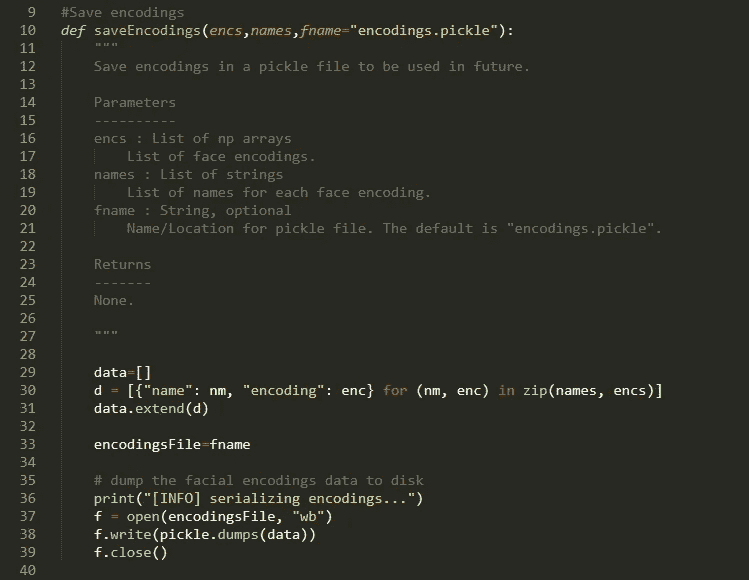 9 #Save encodings
10 def saveEncodings(encs,names,fname="encodings.pickle"):
11     """
12     Save encodings in a pickle file to be used in future.
13
14     Parameters
15     ----------
16     encs : List of np arrays
17         List of face encodings.
18     names : List of strings
19         List of names for each face encoding.
20     fname : String, optional
21         Name/Location for pickle file. The default is "encodings.pickle".
22
23     Returns
24     -------
25     None.
26
27     """
28
29     data=[]
30     d = [{"name": nm, "encoding": enc} for (nm, enc) in zip(names, encs)]
31     data.extend(d)
32
33     encodingsFile=fname
34
35     # dump the facial encodings data to disk
36     print("[INFO] serializing encodings...")
37     f = open(encodingsFile, "wb")
38     f.write(pickle.dumps(data))
39     f.close()
40